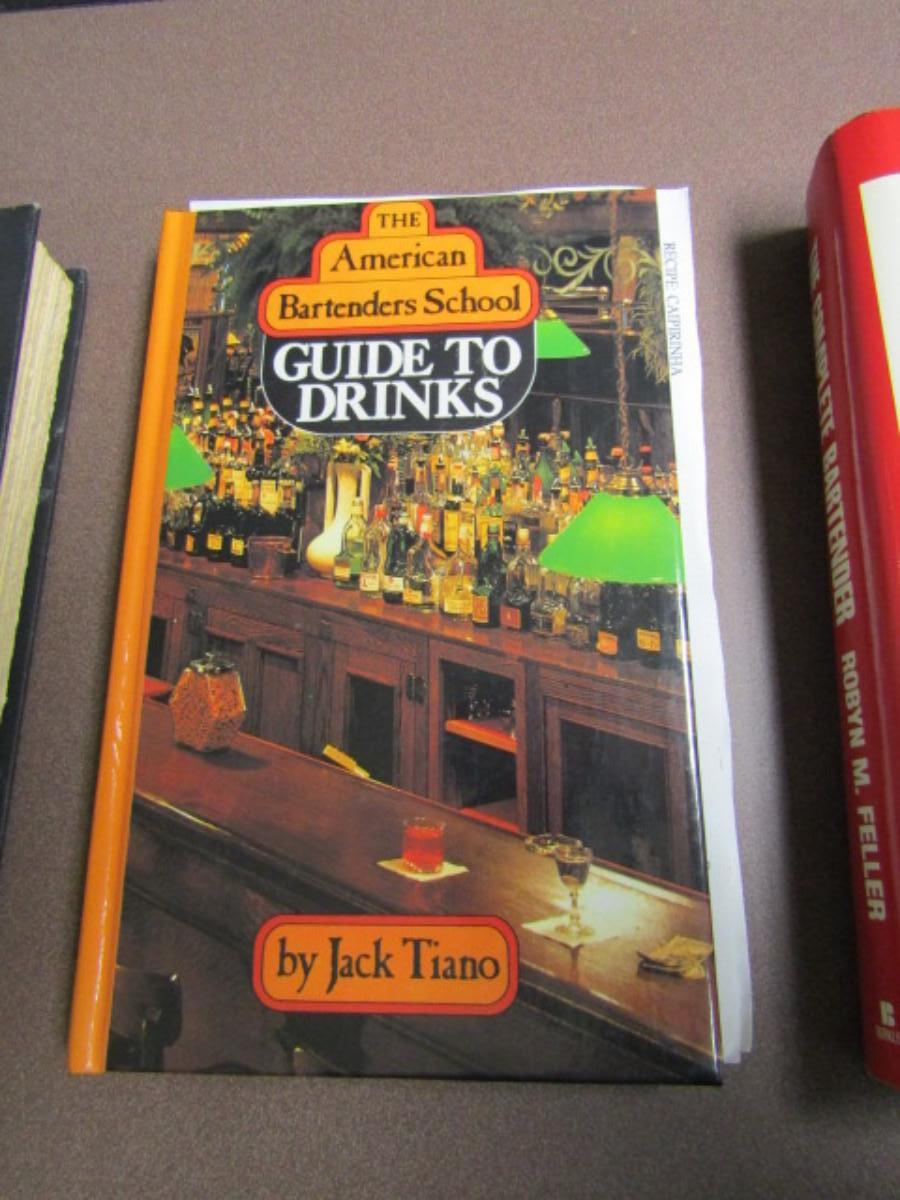 THE
American
Bartenders School
GUIDE TO
DRINKS
by Jack Tiano
RECIPE: CAIPIRINHA
THE COMPLETE BARTENDER ROBYN M. FELLER
B